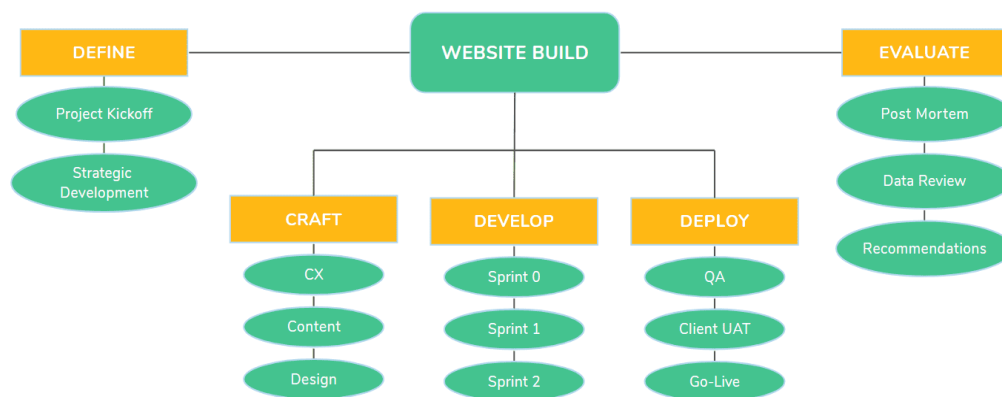 WEBSITE BUILD
DEFINE
Project Kickoff
Strategic
Development
CRAFT
CX
Content
Design
DEVELOP
Sprint 0
Sprint 1
Sprint 2
DEPLOY
QA
Client UAT
Go-Live
EVALUATE
Post Mortem
Data Review
Recommendations